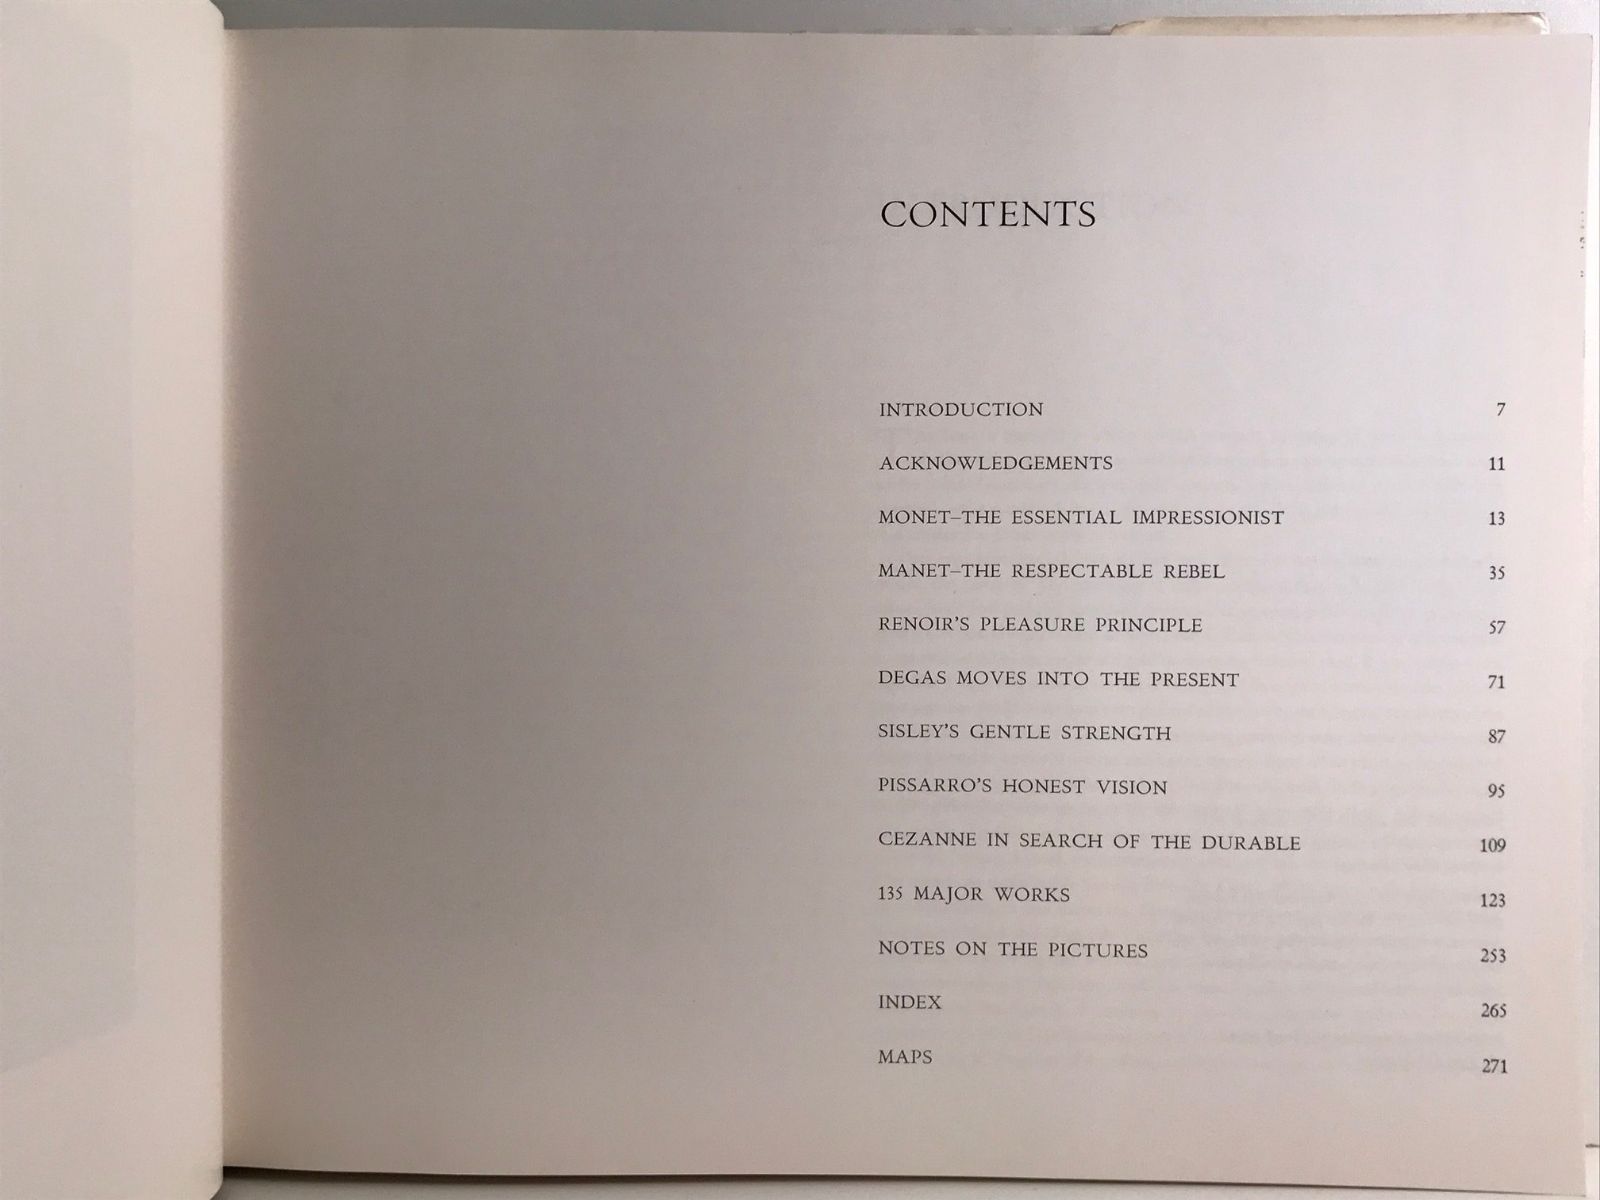 CONTENTS
INTRODUCTION 7
ACKNOWLEDGEMENTS 11
MONET–THE ESSENTIAL IMPRESSIONIST 13
MANET–THE RESPECTABLE REBEL 35
RENOIR'S PLEASURE PRINCIPLE 57
DEGAS MOVES INTO THE PRESENT 71
SISLEY'S GENTLE STRENGTH 87
PISSARRO'S HONEST VISION 95
CEZANNE IN SEARCH OF THE DURABLE 109
135 MAJOR WORKS 123
NOTES ON THE PICTURES 253
INDEX 265
MAPS 271